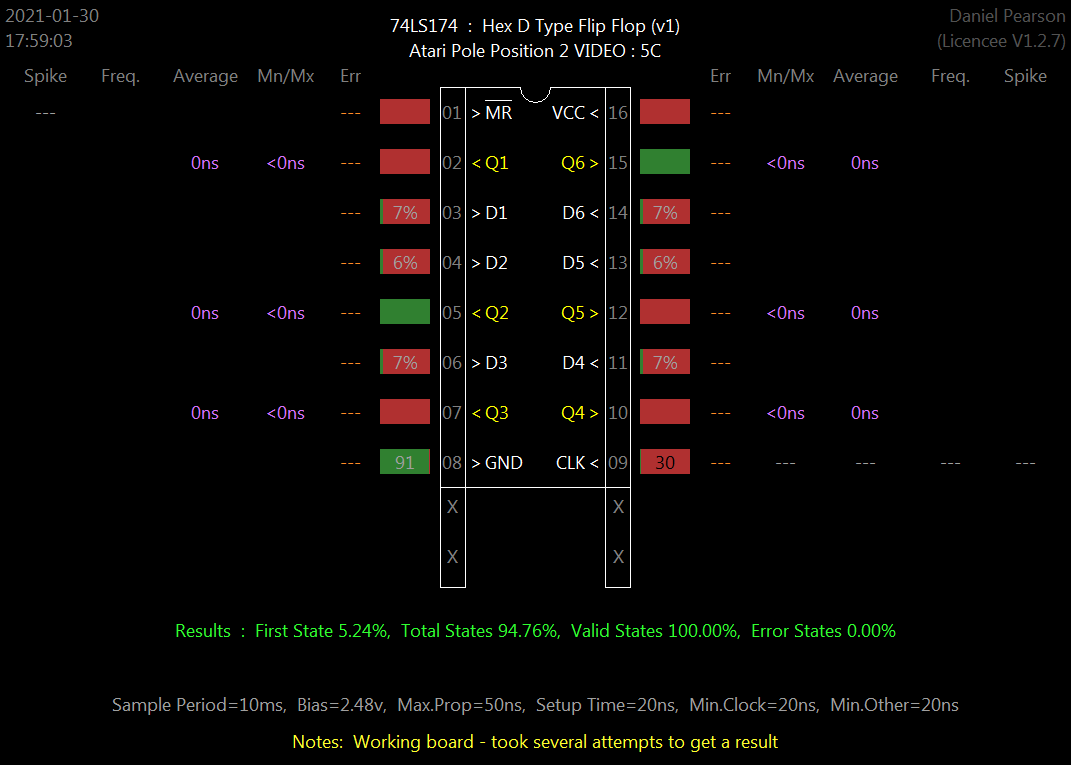 2021-01-30
17:59:03
74LS174 : Hex D Type Flip Flop (v1)
Atari Pole Position 2 VIDEO : 5C
Daniel Pearson
(Licencee V1.2.7)
Spike Freq. Average Mn/Mx Err Err Mn/Mx Average Freq. Spike
--- --- 01 > MR VCC < 16 ---
0ns <0ns --- 02 < Q1 Q6 > 15 --- <0ns 0ns
--- 7% 03 > D1 D6 < 14 7% ---
--- 6% 04 > D2 D5 < 13 6% ---
0ns <0ns --- 05 < Q2 Q5 > 12 --- <0ns 0ns
--- 7% 06 > D3 D4 < 11 7% ---
0ns <0ns --- 07 < Q3 Q4 > 10 --- <0ns 0ns
--- 91 08 > GND CLK < 09 30 --- --- --- --- ---
X X
X X
Results : First State 5.24%, Total States 94.76%, Valid States 100.00%, Error States 0.00%
Sample Period=10ms, Bias=2.48v, Max.Prop=50ns, Setup Time=20ns, Min.Clock=20ns, Min.Other=20ns
Notes: Working board - took several attempts to get a result